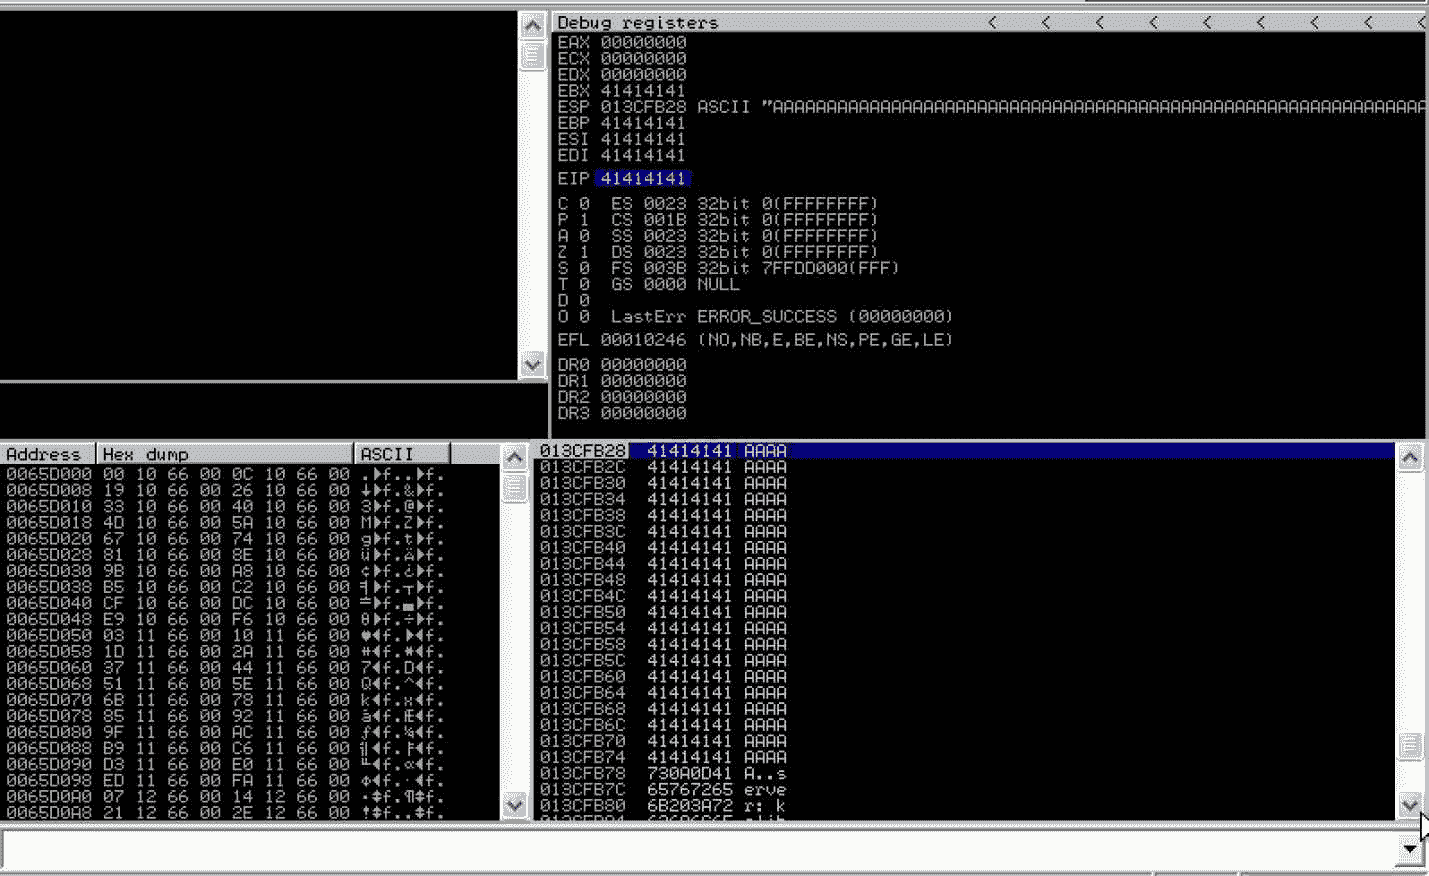 Debug registers < < < < < < < < <
EAX 00000000
ECX 00000000
EDX 00000000
EBX 41414141
ESP 013CFB28 ASCII "AAAAAAAAAAAAAAAAAAAAAAAAAAAAAAAAAAAAAAAAAAAAAAAAAAAAAAAAAAAAA
EBP 41414141
ESI 41414141
EDI 41414141
EIP 41414141
C 0 ES 0023 32bit 0(FFFFFFFF)
P 1 CS 001B 32bit 0(FFFFFFFF)
A 0 SS 0023 32bit 0(FFFFFFFF)
Z 1 DS 0023 32bit 0(FFFFFFFF)
S 0 FS 003B 32bit 7FFDD000(FFF)
T 0 GS 0000 NULL
D 0
O 0 LastErr ERROR_SUCCESS (00000000)
EFL 00010246 (NO,NB,E,BE,NS,PE,GE,LE)
DR0 00000000
DR1 00000000
DR2 00000000
DR3 00000000
Address Hex dump ASCII
0065D000 00 10 66 00 0C 10 66 00 .►f..►f.
0065D008 19 10 66 00 26 10 66 00 ↓►f.&►f.
0065D010 33 10 66 00 40 10 66 00 3►f.@►f.
0065D018 4D 10 66 00 5A 10 66 00 M►f.Z►f.
0065D020 67 10 66 00 74 10 66 00 g►f.t►f.
0065D028 81 10 66 00 8E 10 66 00 ü►f.Ä►f.
0065D030 9B 10 66 00 A8 10 66 00 ¢►f.¿►f.
0065D038 B5 10 66 00 C2 10 66 00 ╡►f.┬►f.
0065D040 CF 10 66 00 DC 10 66 00 ╧►f.▄►f.
0065D048 E9 10 66 00 F6 10 66 00 θ►f.÷►f.
0065D050 03 11 66 00 10 11 66 00 ♥◄f.►◄f.
0065D058 1D 11 66 00 2A 11 66 00 ↔◄f.*◄f.
0065D060 37 11 66 00 44 11 66 00 7◄f.D◄f.
0065D068 51 11 66 00 5E 11 66 00 Q◄f.^◄f.
0065D070 6B 11 66 00 78 11 66 00 k◄f.x◄f.
0065D078 85 11 66 00 92 11 66 00 à◄f.Æ◄f.
0065D080 9F 11 66 00 AC 11 66 00 ƒ◄f.¼◄f.
0065D088 B9 11 66 00 C6 11 66 00 ╣◄f.╞◄f.
0065D090 D3 11 66 00 E0 11 66 00 ╙◄f.α◄f.
0065D098 ED 11 66 00 FA 11 66 00 φ◄f.·◄f.
0065D0A0 07 12 66 00 14 12 66 00 •↕f.¶↕f.
0065D0A8 21 12 66 00 2E 12 66 00 !↕f..↕f.
013CFB28 41414141 AAAA
013CFB2C 41414141 AAAA
013CFB30 41414141 AAAA
013CFB34 41414141 AAAA
013CFB38 41414141 AAAA
013CFB3C 41414141 AAAA
013CFB40 41414141 AAAA
013CFB44 41414141 AAAA
013CFB48 41414141 AAAA
013CFB4C 41414141 AAAA
013CFB50 41414141 AAAA
013CFB54 41414141 AAAA
013CFB58 41414141 AAAA
013CFB5C 41414141 AAAA
013CFB60 41414141 AAAA
013CFB64 41414141 AAAA
013CFB68 41414141 AAAA
013CFB6C 41414141 AAAA
013CFB70 41414141 AAAA
013CFB74 41414141 AAAA
013CFB78 730A0D41 A..s
013CFB7C 65767265 erve
013CFB80 6B203A72 r: k